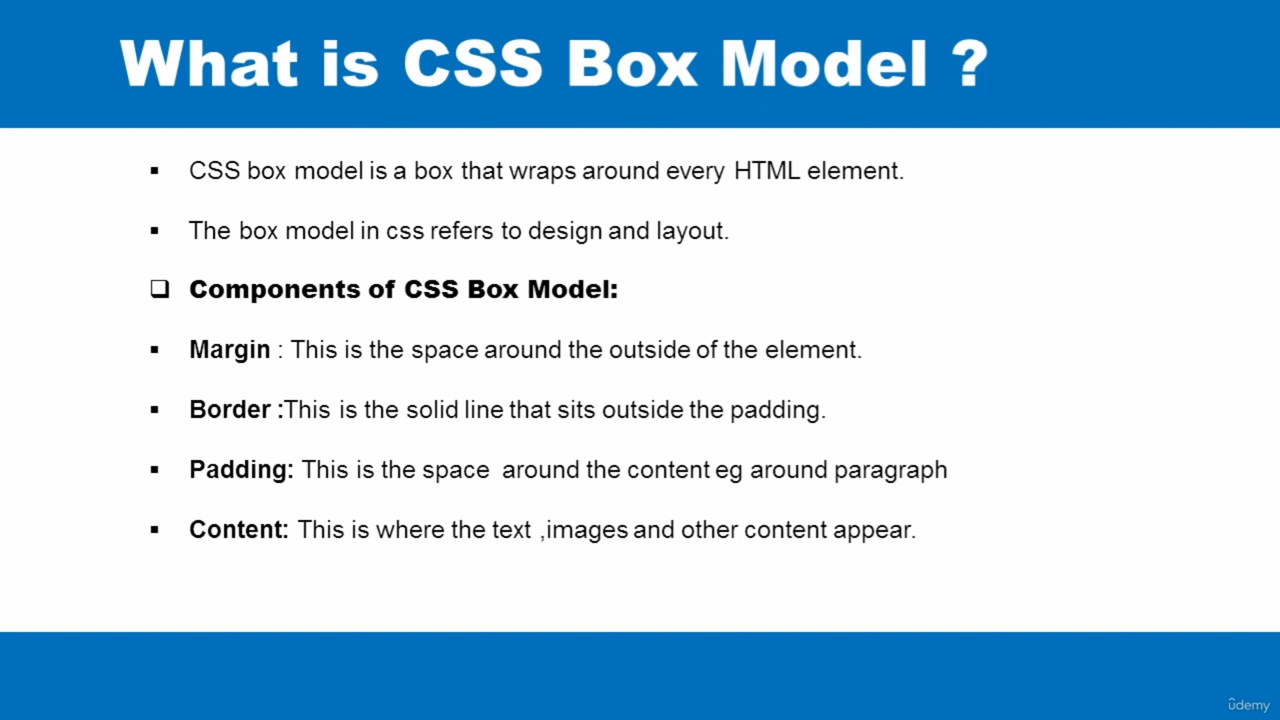 What is CSS Box Model ?
▪ CSS box model is a box that wraps around every HTML element.
▪ The box model in css refers to design and layout.
❑ Components of CSS Box Model:
▪ Margin : This is the space around the outside of the element.
▪ Border :This is the solid line that sits outside the padding.
▪ Padding: This is the space around the content eg around paragraph
▪ Content: This is where the text ,images and other content appear.
udemy